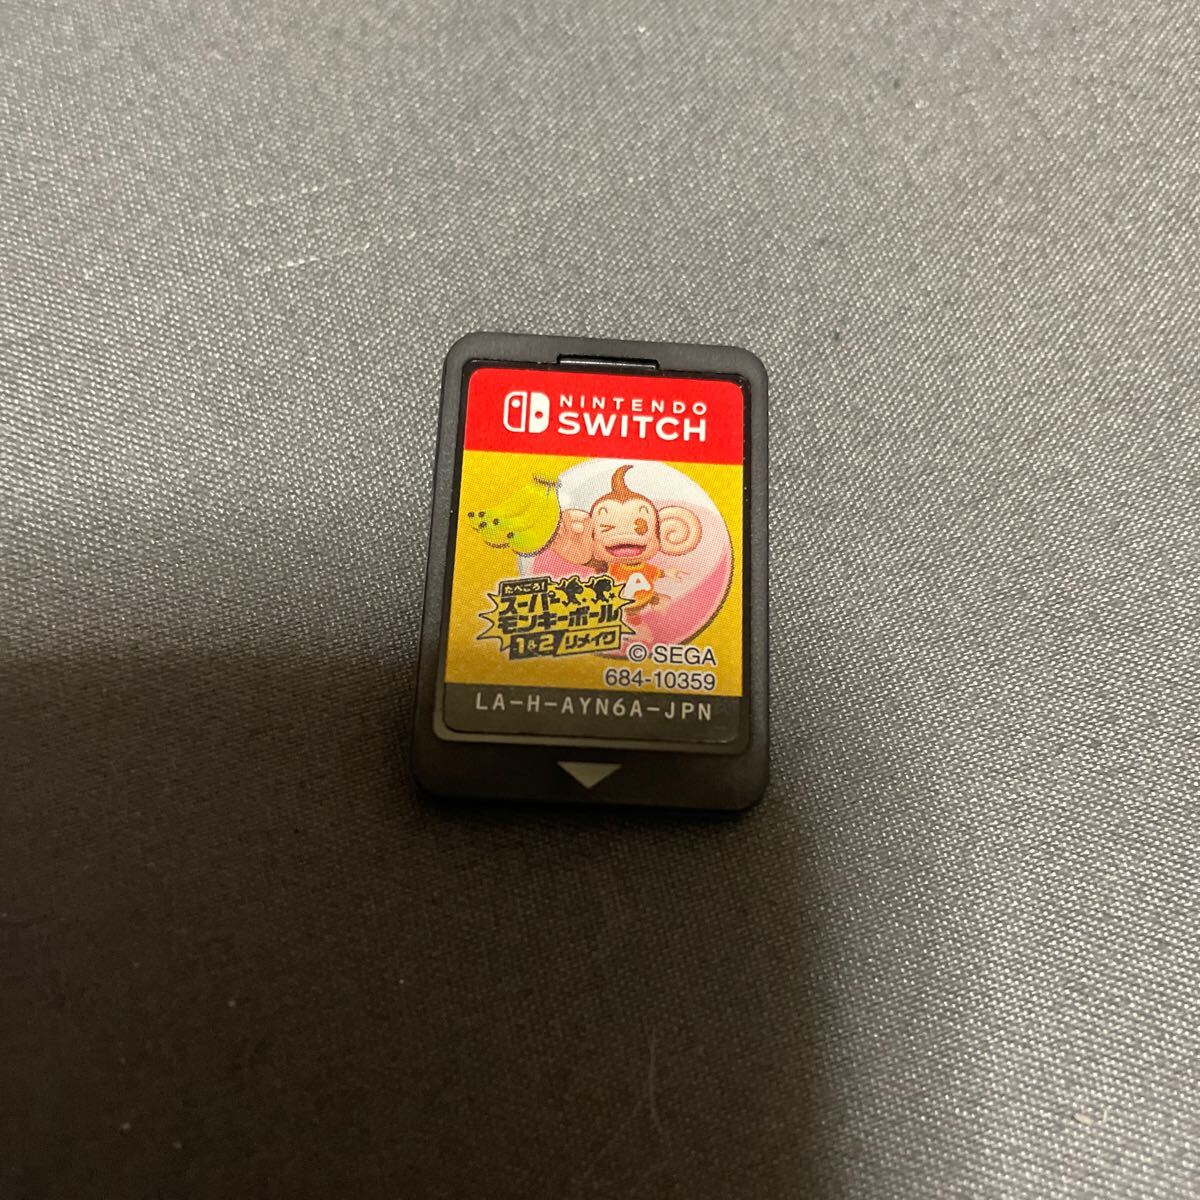 NINTENDO
SWITCH
たべごろ!
スーパー
モンキーボール
1&2 リメイク
A
© SEGA
684-10359
LA-H-AYN6A-JPN